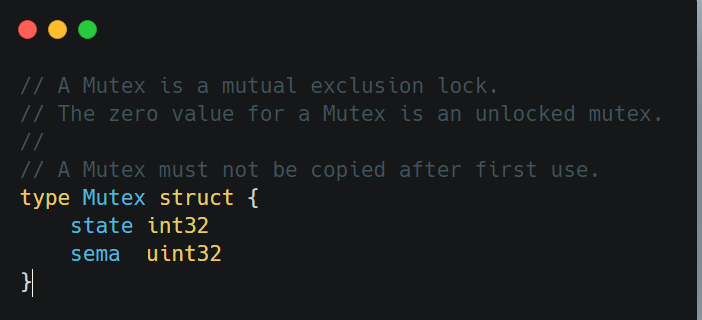 // A Mutex is a mutual exclusion lock.
// The zero value for a Mutex is an unlocked mutex.
//
// A Mutex must not be copied after first use.
type Mutex struct {
    state int32
    sema  uint32
}